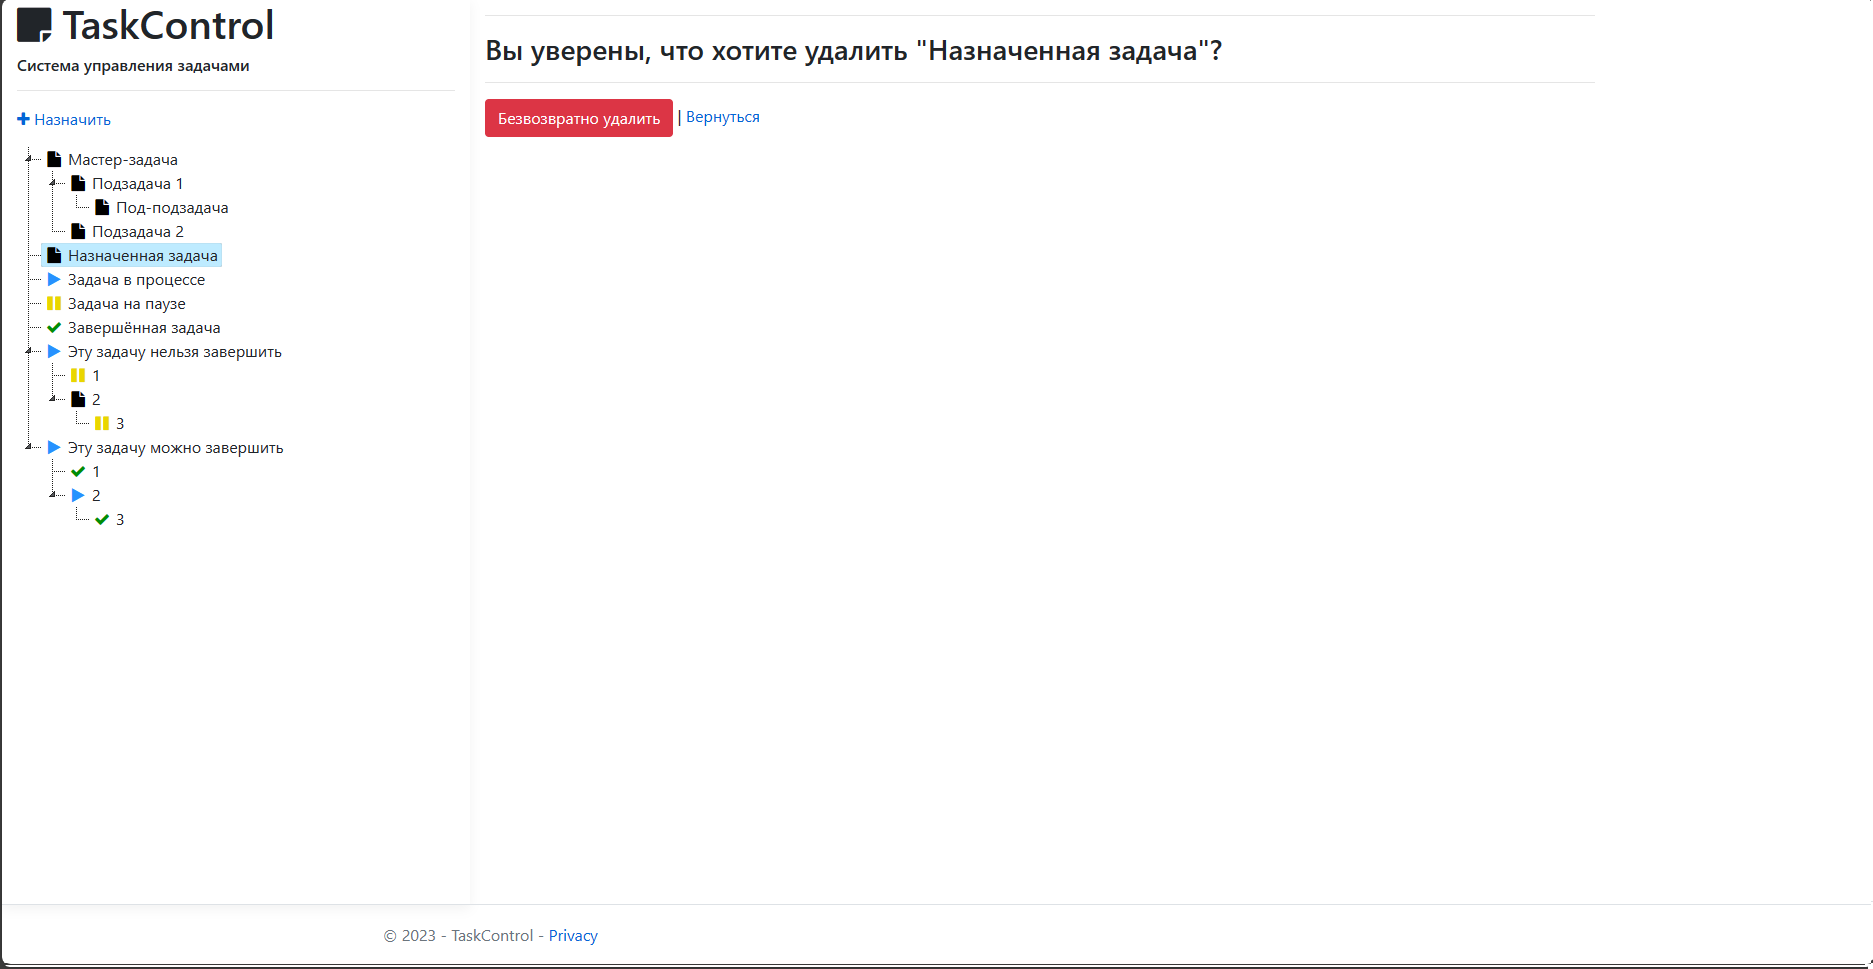 TaskControl
Система управления задачами
Назначить
Мастер-задача
Подзадача 1
Под-подзадача
Подзадача 2
Назначенная задача
Задача в процессе
Задача на паузе
Завершённая задача
Эту задачу нельзя завершить
1
2
3
Эту задачу можно завершить
1
2
3
Вы уверены, что хотите удалить "Назначенная задача"?
Безвозвратно удалить | Вернуться
© 2023 - TaskControl - Privacy